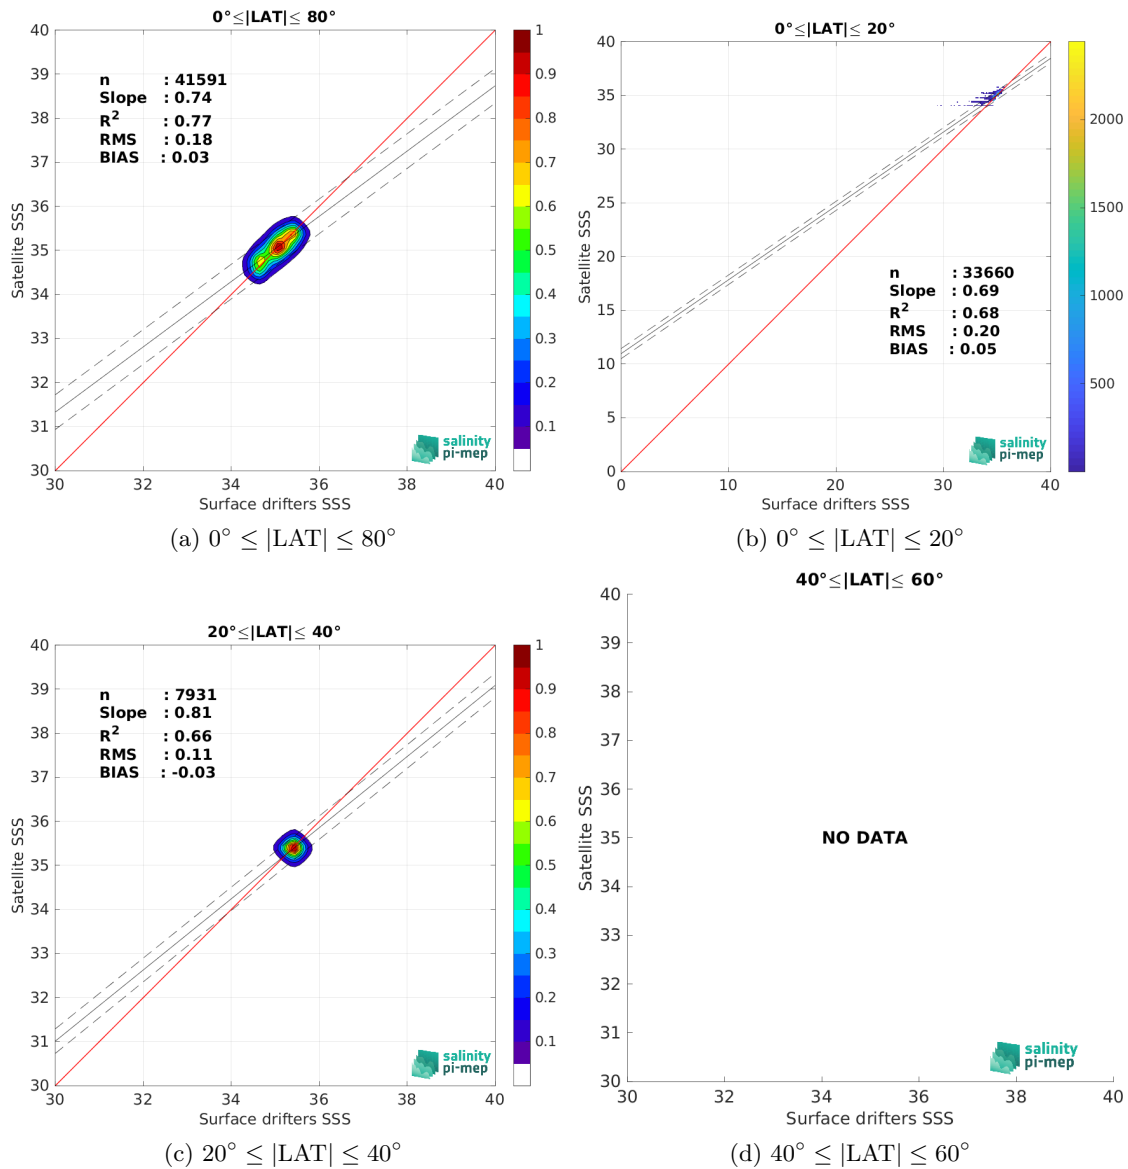 0°≤|LAT|≤ 80°
40
39
38
37
36
35
34
33
32
31
30
30 32 34 36 38 40
Satellite SSS
Surface drifters SSS
n : 41591
Slope : 0.74
R² : 0.77
RMS : 0.18
BIAS : 0.03
1
0.9
0.8
0.7
0.6
0.5
0.4
0.3
0.2
0.1
salinity
pi-mep
(a) 0° ≤ |LAT| ≤ 80°
0°≤|LAT|≤ 20°
40
35
30
25
20
15
10
5
0
0 10 20 30 40
Satellite SSS
Surface drifters SSS
n : 33660
Slope : 0.69
R² : 0.68
RMS : 0.20
BIAS : 0.05
2000
1500
1000
500
salinity
pi-mep
(b) 0° ≤ |LAT| ≤ 20°
20°≤|LAT|≤ 40°
40
39
38
37
36
35
34
33
32
31
30
30 32 34 36 38 40
Satellite SSS
Surface drifters SSS
n : 7931
Slope : 0.81
R² : 0.66
RMS : 0.11
BIAS : -0.03
1
0.9
0.8
0.7
0.6
0.5
0.4
0.3
0.2
0.1
salinity
pi-mep
(c) 20° ≤ |LAT| ≤ 40°
40°≤|LAT|≤ 60°
40
39
38
37
36
35
34
33
32
31
30
30 32 34 36 38 40
Satellite SSS
Surface drifters SSS
NO DATA
salinity
pi-mep
(d) 40° ≤ |LAT| ≤ 60°